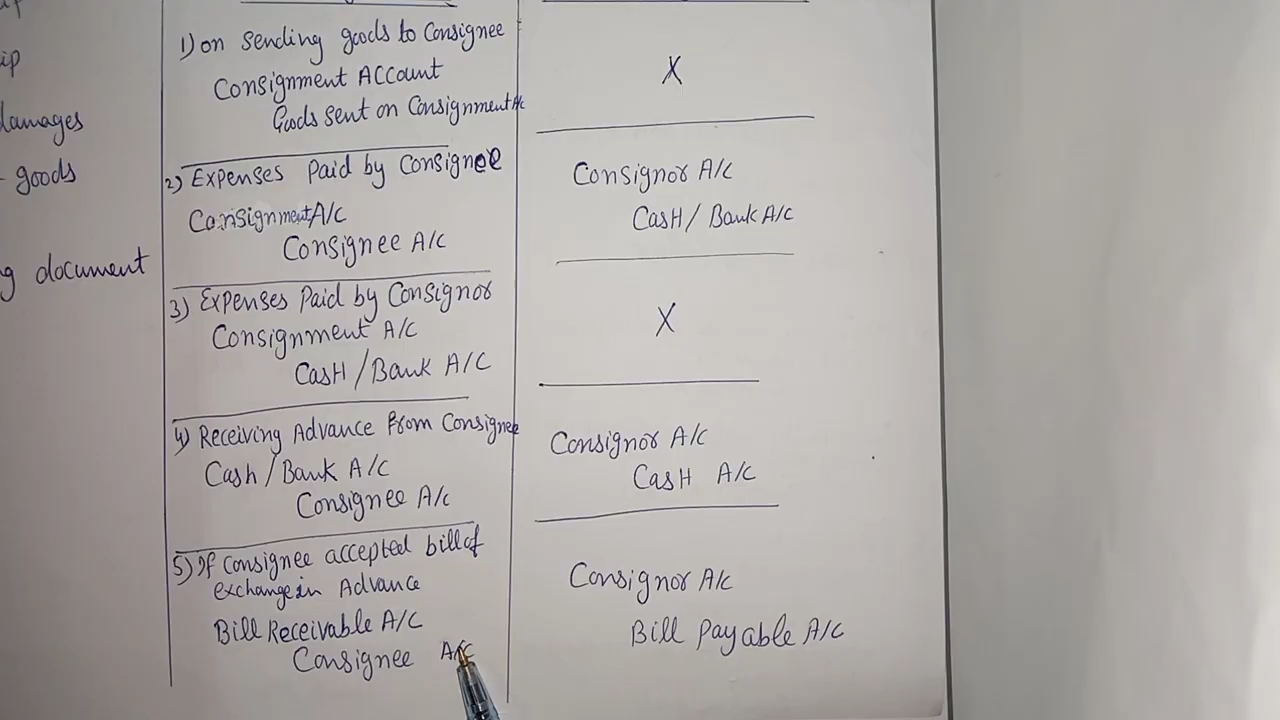 ip
damages
goods
document
1) on sending goods to Consignee
Consignment ACCount
Goods sent on Consignment A/c
X
2) Expenses Paid by Consignee
Consignment A/C
Consignee A/C
Consignor A/C
CasH / Bank A/C
3) Expenses Paid by Consignor
Consignment A/C
CasH / Bank A/C
X
4) Receiving Advance from Consignee
Cash / Bank A/C
Consignee A/C
Consignor A/C
CasH A/C
5) If Consignee accepted bill of
exchange in Advance
Bill Receivable A/C
Consignee A/C
Consignor A/C
Bill Payable A/C